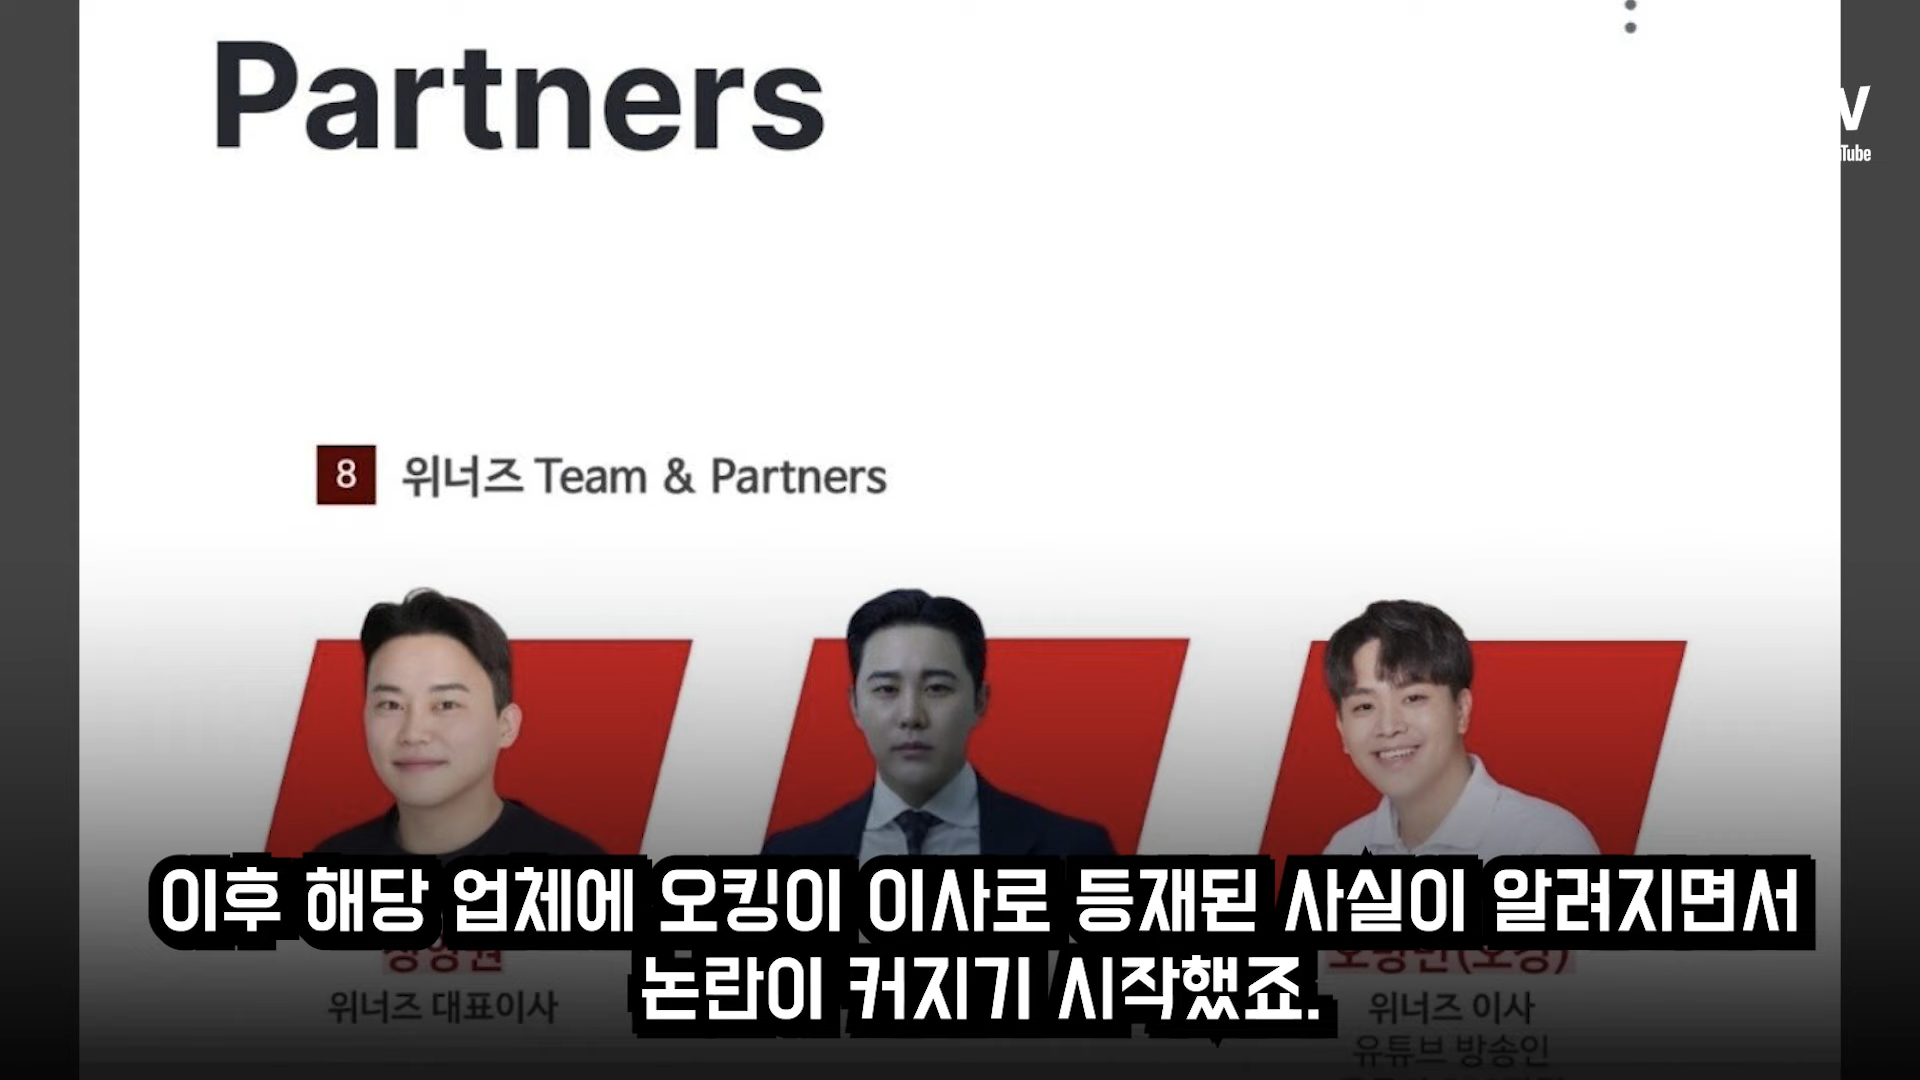 Partners
8 위너즈 Team & Partners
이후 해당 업체에 오킹이 이사로 등재된 사실이 알려지면서
논란이 커지기 시작했죠.
위너즈 대표이사
위너즈 이사
유튜브 방송인